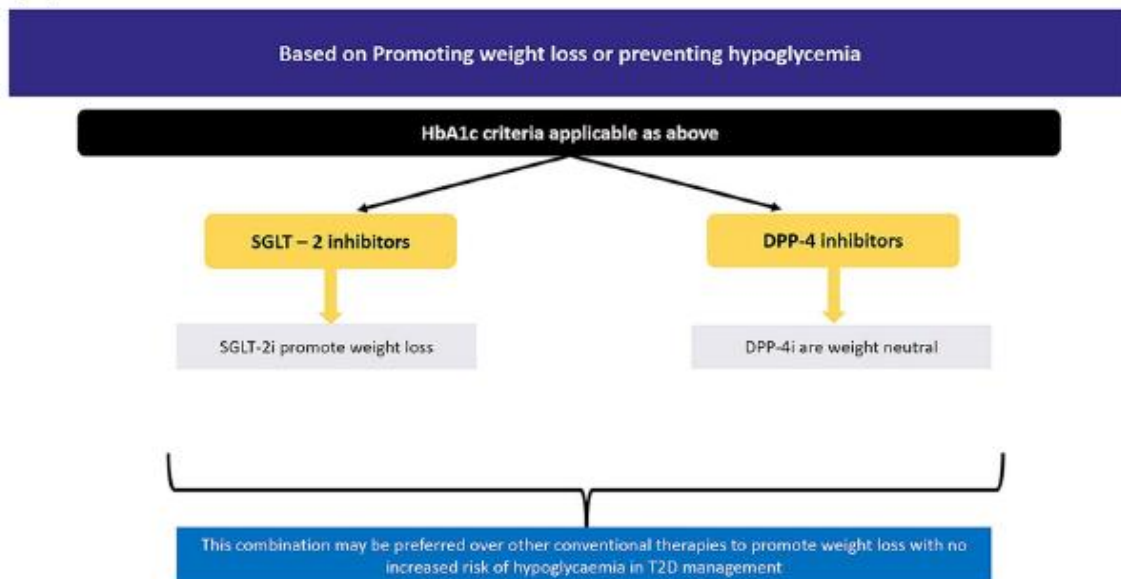 Based on Promoting weight loss or preventing hypoglycemia
HbA1c criteria applicable as above
SGLT – 2 inhibitors
DPP-4 inhibitors
SGLT-2i promote weight loss
DPP-4i are weight neutral
This combination may be preferred over other conventional therapies to promote weight loss with no
increased risk of hypoglycaemia in T2D management